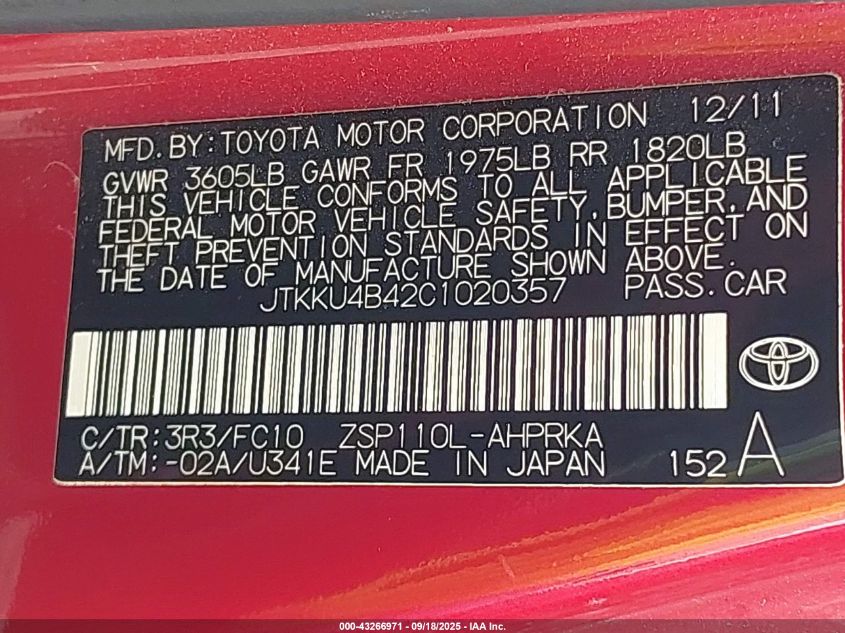 MFD. BY: TOYOTA MOTOR CORPORATION 12/11
GVWR 3605LB GAWR FR 1975LB RR 1820LB
THIS VEHICLE CONFORMS TO ALL APPLICABLE
FEDERAL MOTOR VEHICLE SAFETY, BUMPER, AND
THEFT PREVENTION STANDARDS IN EFFECT ON
THE DATE OF MANUFACTURE SHOWN ABOVE.
JTKKU4B42C1020357 PASS. CAR
C/TR: 3R3/FC10 ZSP110L-AHPRKA
A/TM: -02A/U341E MADE IN JAPAN 152 A
000-43266971 | 09/18/2025 - IAA Inc.